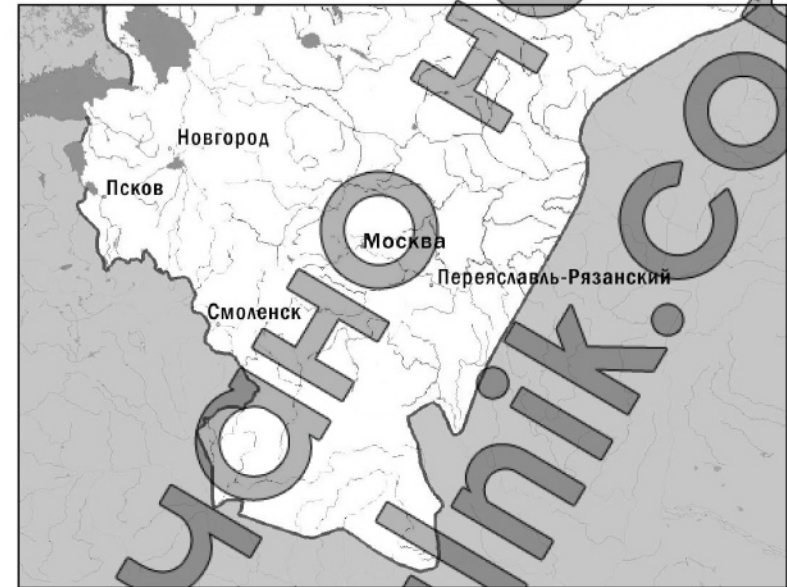 Новгород
Псков
Москва
Переяславль-Рязанский
Смоленск